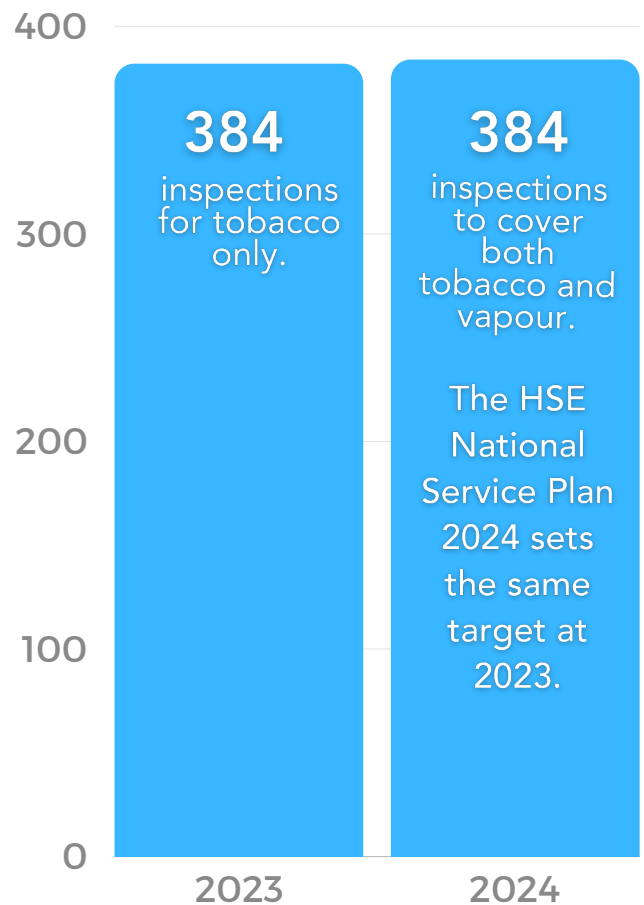 400
300
200
100
0
384
inspections
for tobacco
only.
384
inspections
to cover
both
tobacco and
vapour.
The HSE
National
Service Plan
2024 sets
the same
target at
2023.
2023
2024